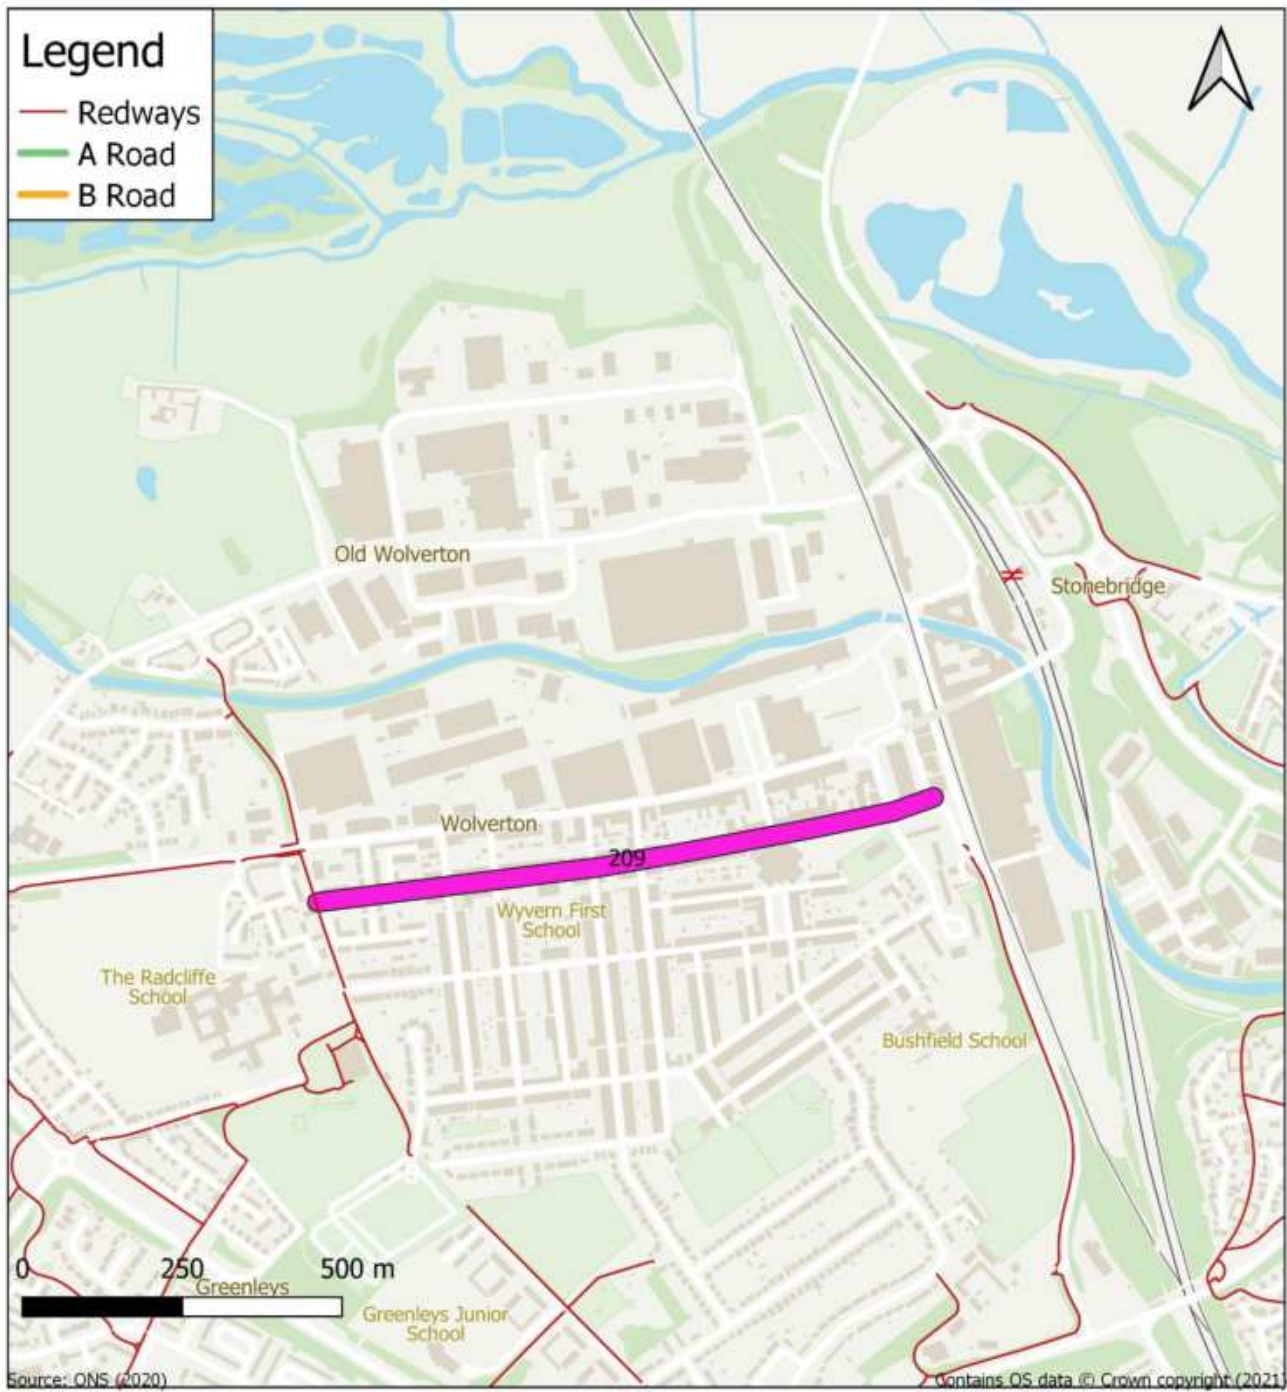 Legend
Redways
A Road
B Road
Old Wolverton
Stonebridge
Wolverton
209
Wyvern First
School
The Radcliffe
School
Bushfield School
0 250 500 m
Greenleys
Greenleys Junior
School
Source: ONS (2020)
Contains OS data © Crown copyright (2021